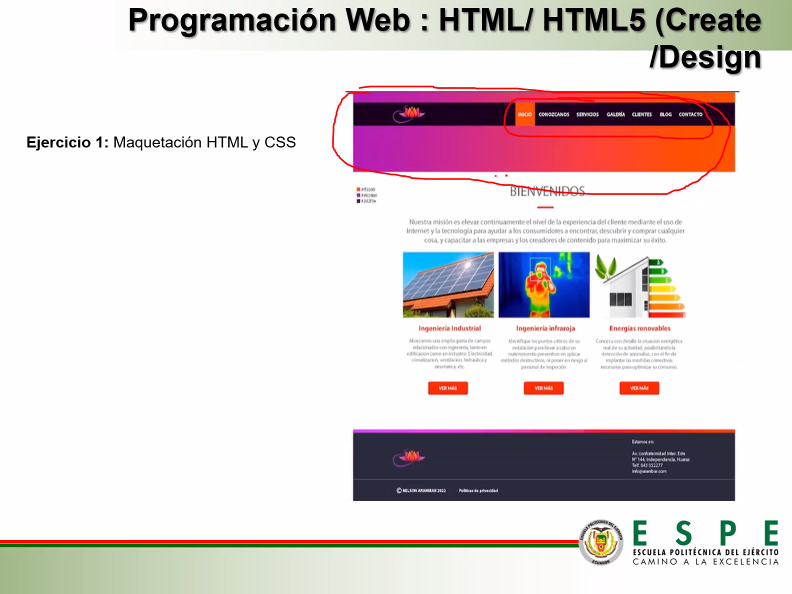 Programación Web : HTML/ HTML5 (Create
/Design
Ejercicio 1: Maquetación HTML y CSS
INICIO CONOZCANOS SERVICIOS GALERÍA CLIENTES BLOG CONTACTO
BIENVENIDOS
Nuestra misión es elevar continuamente el nivel de la experiencia del cliente mediante el uso de
Internet y la tecnología para ayudar a los consumidores a encontrar, descubrir y comprar cualquier
cosa, y capacitar a las empresas y los creadores de contenido para maximizar su éxito.
Ingeniería Industrial
Abarcamos una amplia gama de campos
relacionados con ingeniería, tanto en
edificación como en industria: Electricidad,
climatización, ventilación, hidráulica y
neumática, etc.
VER MÁS
Ingeniería infraroja
Identifique los puntos críticos de su
instalación para llevar a cabo un
mantenimiento preventivo sin aplicar
métodos destructivos, ni poner en riesgo al
personal de inspección.
VER MÁS
Energías renovables
Conozca con detalle la situación energética
real de su actividad, posibilitando la
detección de anomalías, con el fin de
implantar las medidas correctivas
necesarias para optimizar su consumo.
VER MÁS
Estamos en:
Av. confraternidad Inter. Este
N° 144, Independencia, Huaraz
Telf. 043 552277
info@aranibar.com
© NELSON ARANIBAR 2022 Políticas de privacidad
ESPE
ESCUELA POLITÉCNICA DEL EJÉRCITO
CAMINO A LA EXCELENCIA